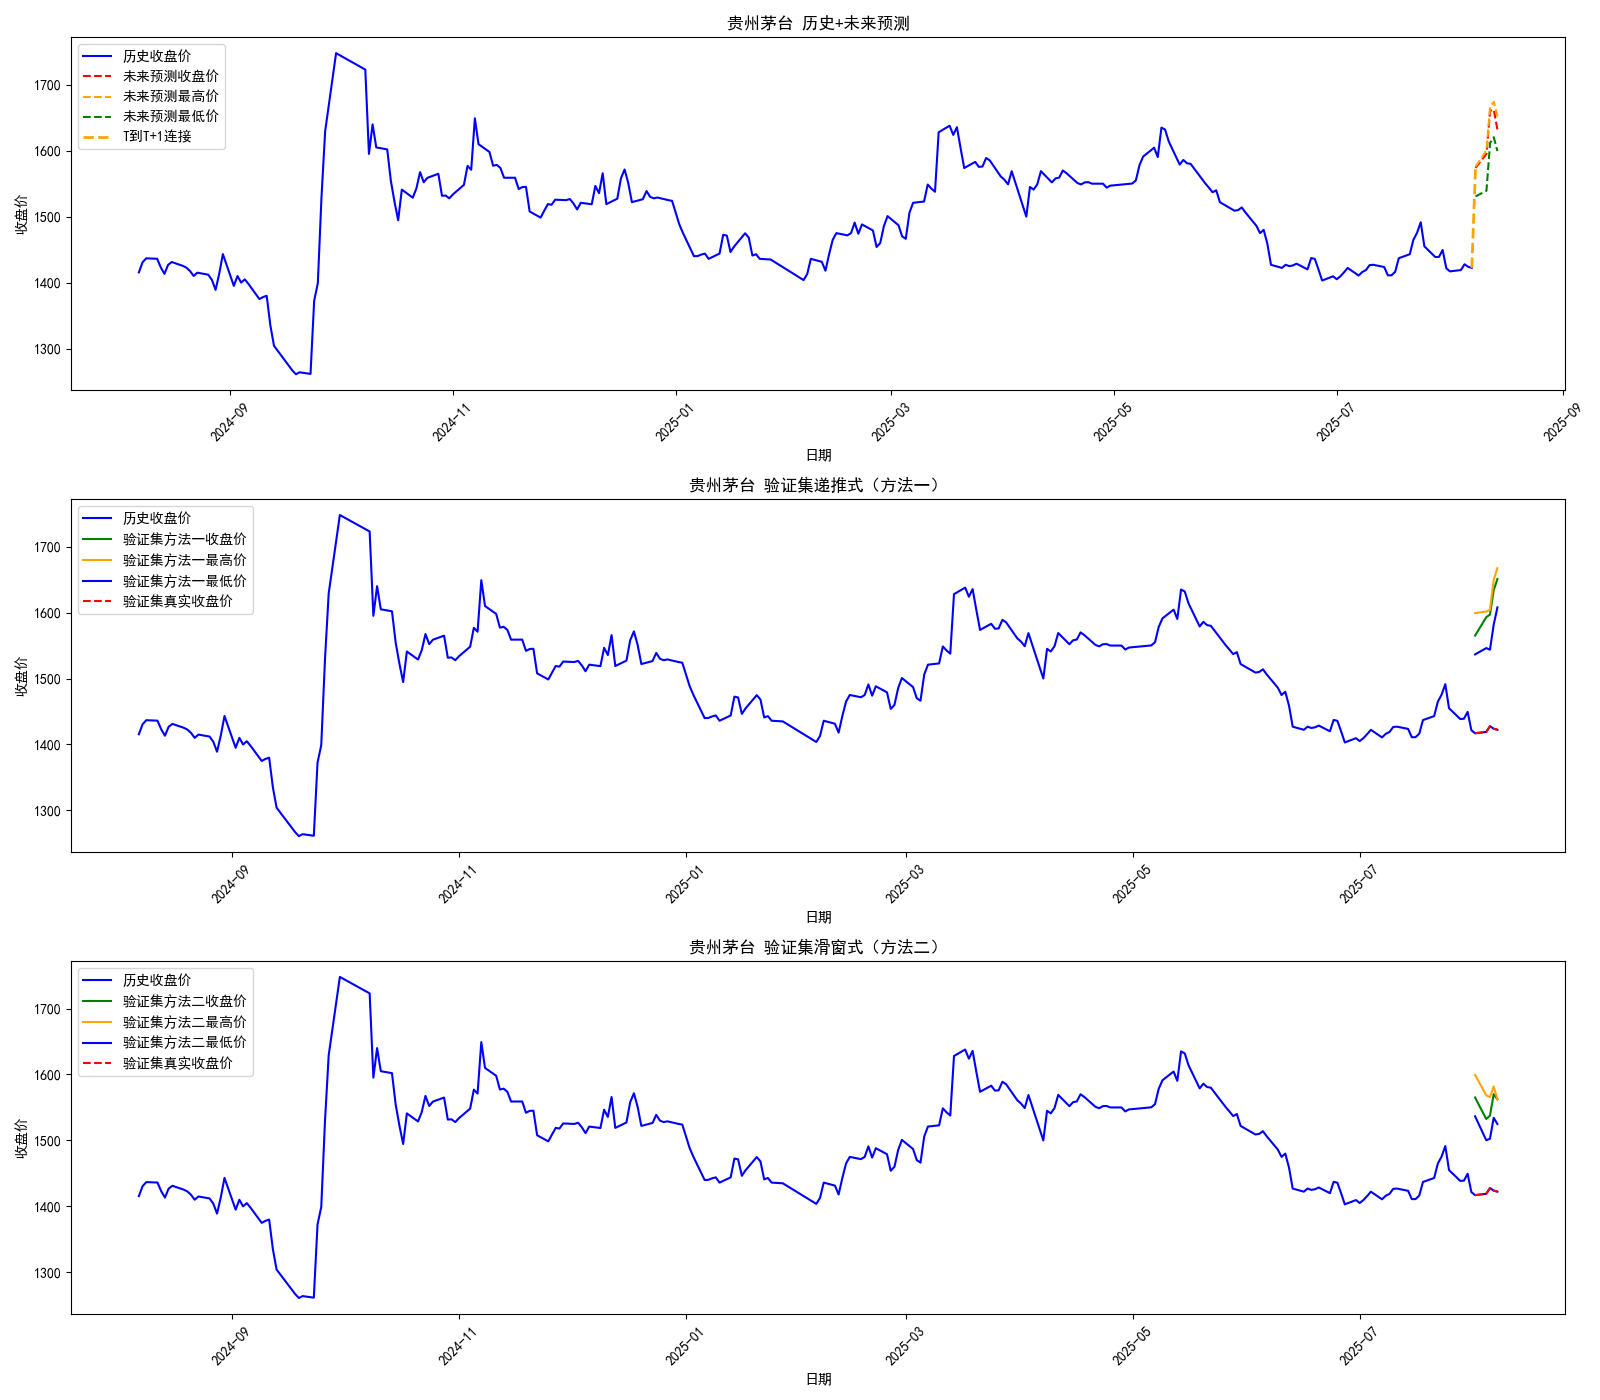 贵州茅台 历史+未来预测
历史收盘价
未来预测收盘价
未来预测最高价
未来预测最低价
T到T+1连接
收盘价
1700
1600
1500
1400
1300
2024-09
2024-11
2025-01
2025-03
2025-05
2025-07
2025-09
日期
贵州茅台 验证集递推式（方法一）
历史收盘价
验证集方法一收盘价
验证集方法一最高价
验证集方法一最低价
验证集真实收盘价
收盘价
1700
1600
1500
1400
1300
2024-09
2024-11
2025-01
2025-03
2025-05
2025-07
日期
贵州茅台 验证集滑窗式（方法二）
历史收盘价
验证集方法二收盘价
验证集方法二最高价
验证集方法二最低价
验证集真实收盘价
收盘价
1700
1600
1500
1400
1300
2024-09
2024-11
2025-01
2025-03
2025-05
2025-07
日期